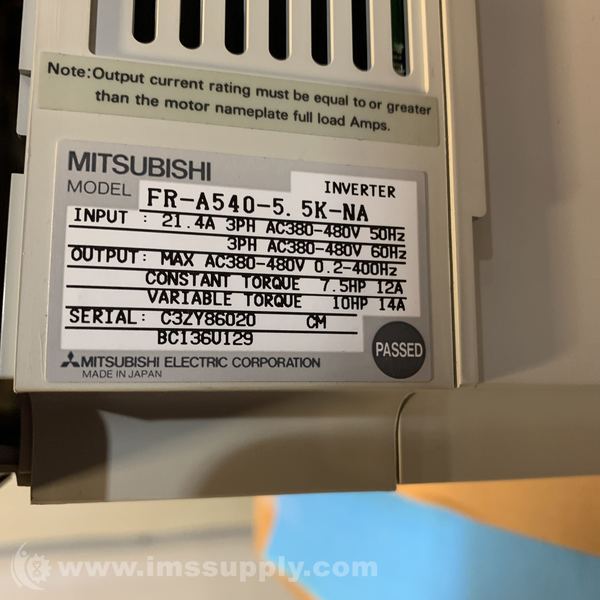 Note:Output current rating must be equal to or greater
than the motor nameplate full load Amps.
MITSUBISHI
INVERTER
MODEL FR-A540-5.5K-NA
INPUT : 21.4A 3PH AC380-480V 50Hz
3PH AC380-480V 60Hz
OUTPUT: MAX AC380-480V 0.2-400Hz
CONSTANT TORQUE 7.5HP 12A
VARIABLE TORQUE 10HP 14A
SERIAL: C3ZY86020 CM
BC136U129
PASSED
MITSUBISHI ELECTRIC CORPORATION
MADE IN JAPAN
www.imssupply.com